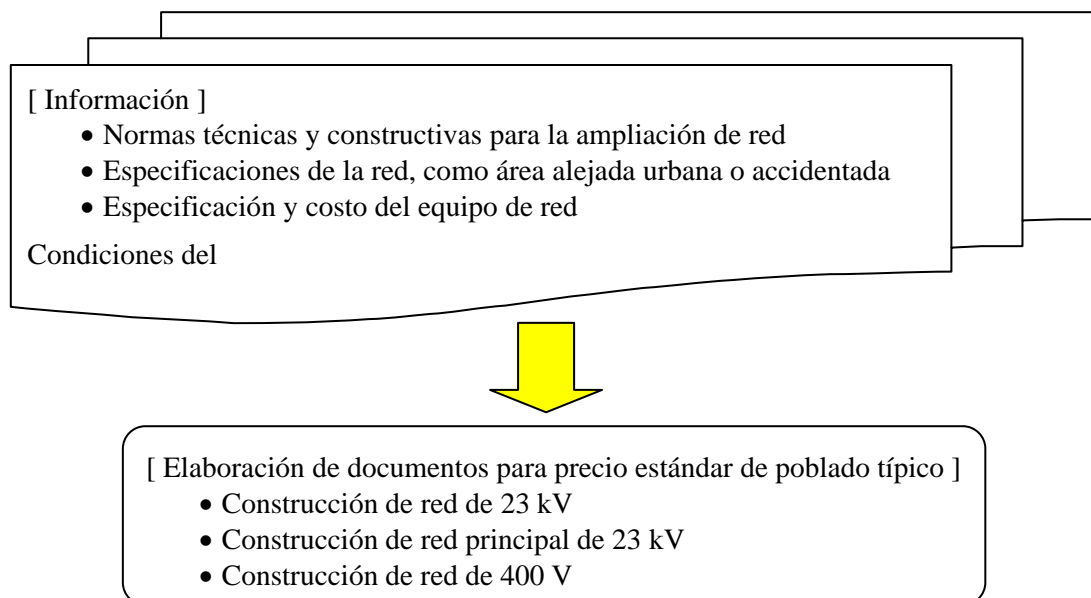 [ Información ]
• Normas técnicas y constructivas para la ampliación de red
• Especificaciones de la red, como área alejada urbana o accidentada
• Especificación y costo del equipo de red
Condiciones del
[ Elaboración de documentos para precio estándar de poblado típico ]
• Construcción de red de 23 kV
• Construcción de red principal de 23 kV
• Construcción de red de 400 V